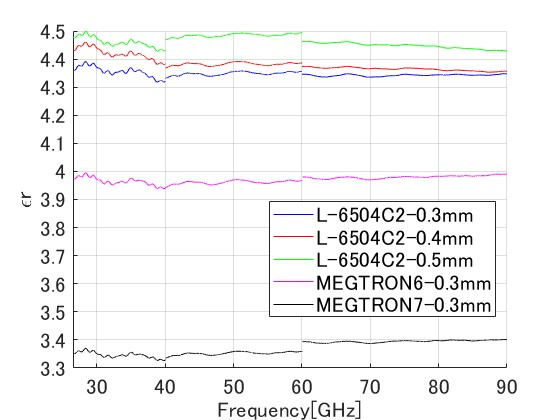 4.5
4.4
4.3
4.2
4.1
4
3.9
3.8
3.7
3.6
3.5
3.4
3.3
ϵr
L-6504C2-0.3mm
L-6504C2-0.4mm
L-6504C2-0.5mm
MEGTRON6-0.3mm
MEGTRON7-0.3mm
30 40 50 60 70 80 90
Frequency[GHz]